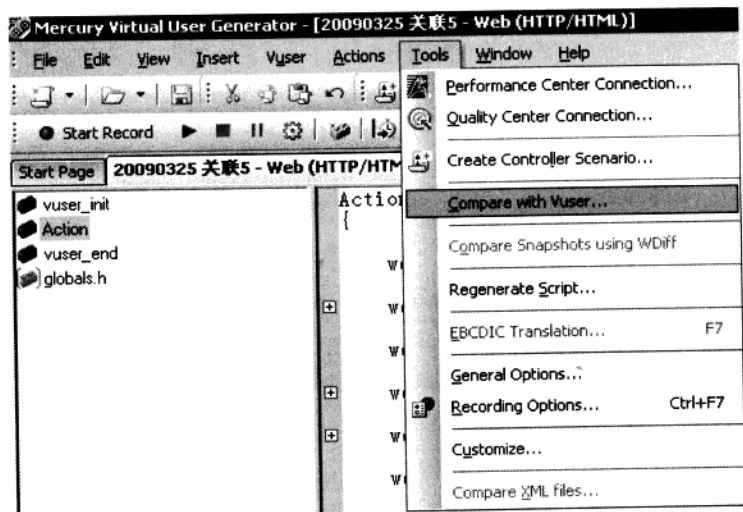 Mercury Virtual User Generator - [20090325 关联5 - Web (HTTP/HTML)]
File Edit View Insert Vuser Actions Tools Window Help
Performance Center Connection...
Quality Center Connection...
Start Record
Create Controller Scenario...
Start Page 20090325 关联5 - Web (HTTP/HTM
Compare with Vuser...
vuser_init
Action
vuser_end
globals.h
Actio
{
Compare Snapshots using WDiff
Regenerate Script...
EBCDIC Translation... F7
General Options...
Recording Options... Ctrl+F7
Customize...
Compare XML files...